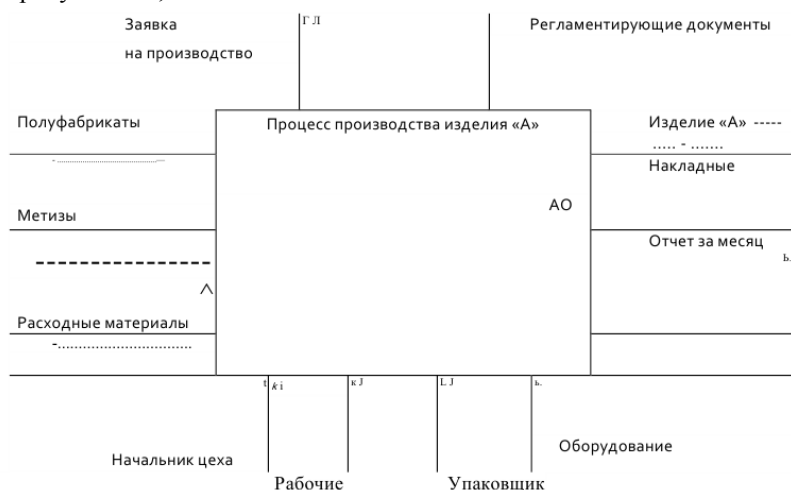 Заявка
на производство
Г Л
Регламентирующие документы
Полуфабрикаты
Процесс производства изделия «А»
Изделие «А» -----
..... - .......
Накладные
Метизы
АО
Отчет за месяц
ь.
Расходные материалы
-................................
t k i
к J
L J
ь.
Начальник цеха
Оборудование
Рабочие
Упаковщик